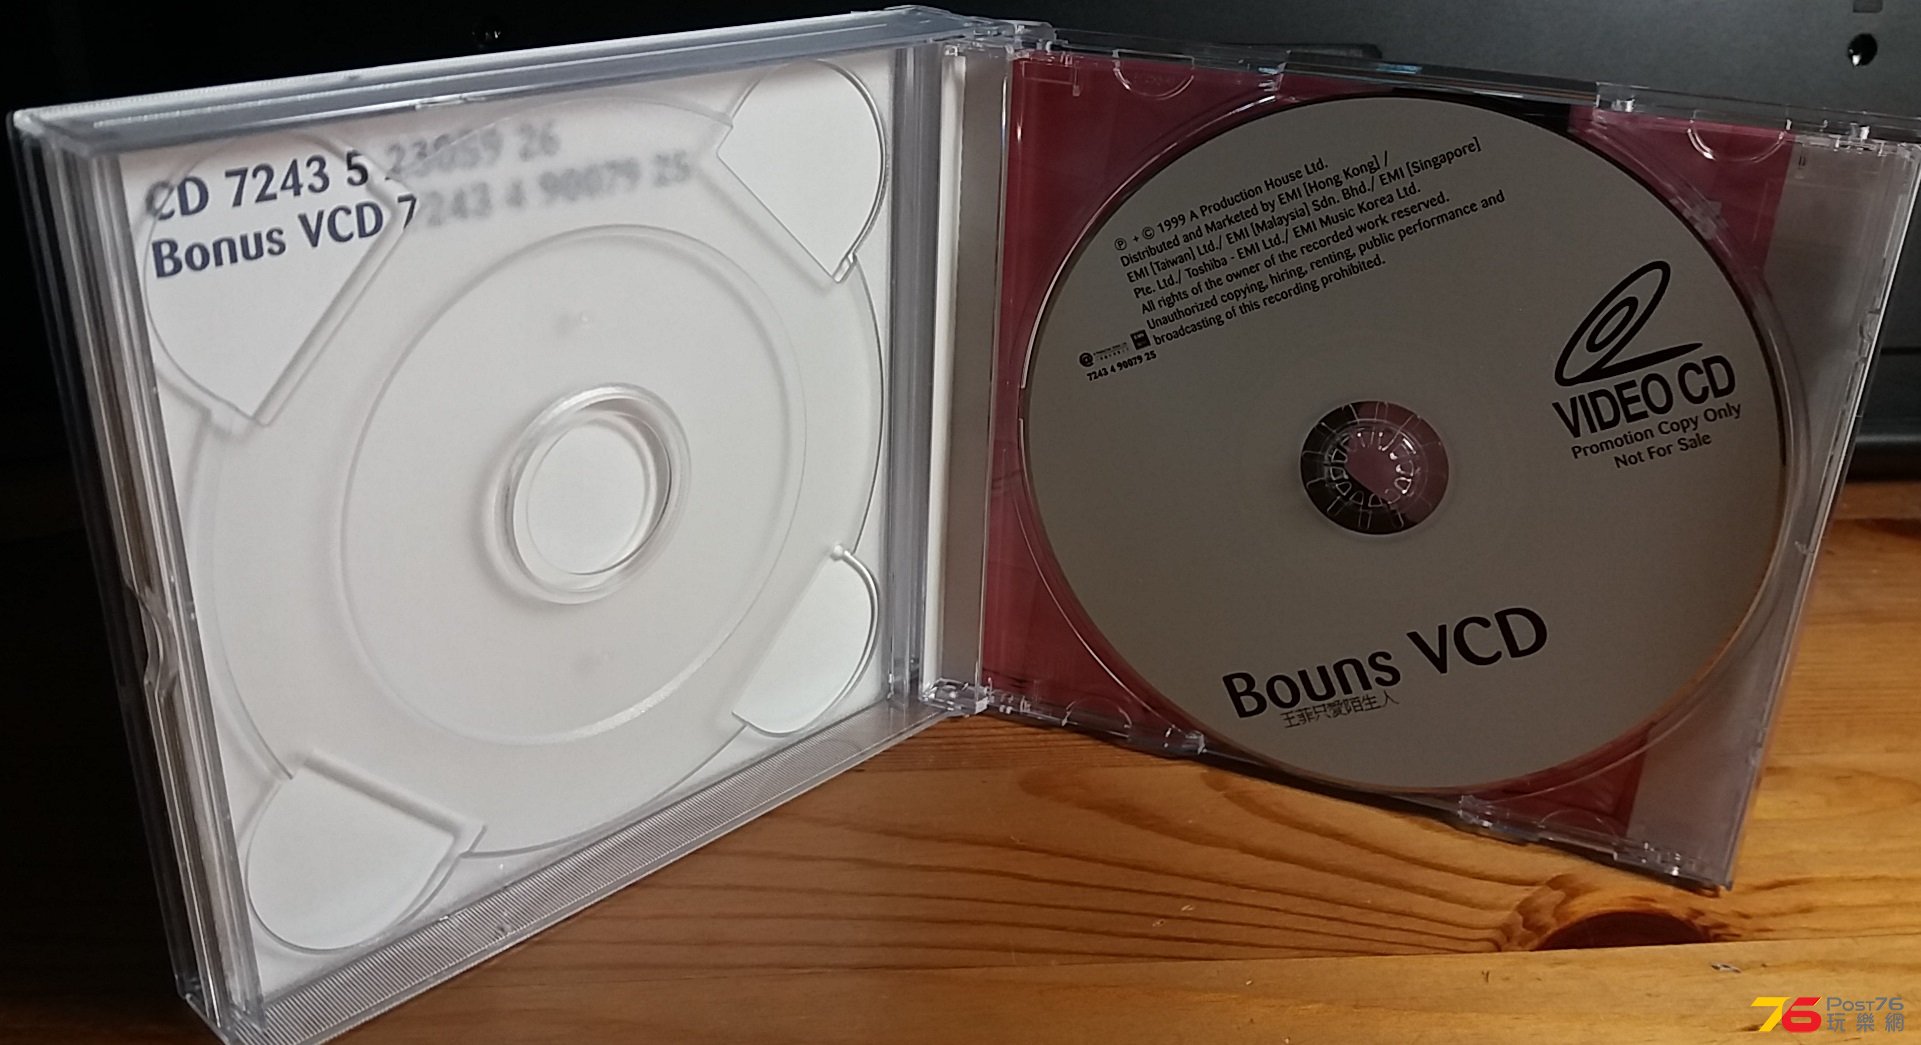 CD 7243 5 23059 26
Bonus VCD 7243 4 90079 25
℗ + © 1999 A Production House Ltd.
Distributed and Marketed by EMI [Hong Kong] /
EMI [Taiwan] Ltd./ EMI [Malaysia] Sdn. Bhd./ EMI [Singapore]
Pte. Ltd./ Toshiba - EMI Ltd./ EMI Music Korea Ltd.
All rights of the owner of the recorded work reserved.
Unauthorized copying, hiring, renting, public performance and
broadcasting of this recording prohibited.
7243 4 90079 25
VIDEO CD
Promotion Copy Only
Not For Sale
Bouns VCD
王菲只愛陌生人
76 POST76
玩樂網